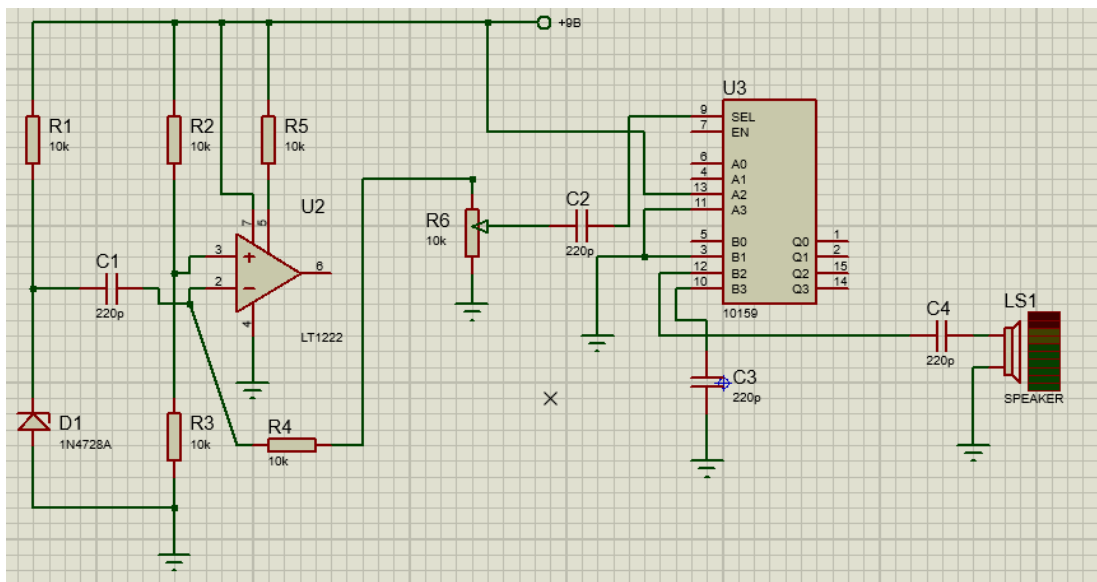 +9B
R1
10k
R2
10k
R5
10k
U2
7
5
3
2
6
4
LT1222
C1
220p
D1
1N4728A
R3
10k
R4
10k
R6
10k
C2
220p
U3
9 SEL
7 EN
6 A0
4 A1
13 A2
11 A3
5 B0 Q0 1
3 B1 Q1 2
12 B2 Q2 15
10 B3 Q3 14
10159
C3
220p
C4
220p
LS1
SPEAKER